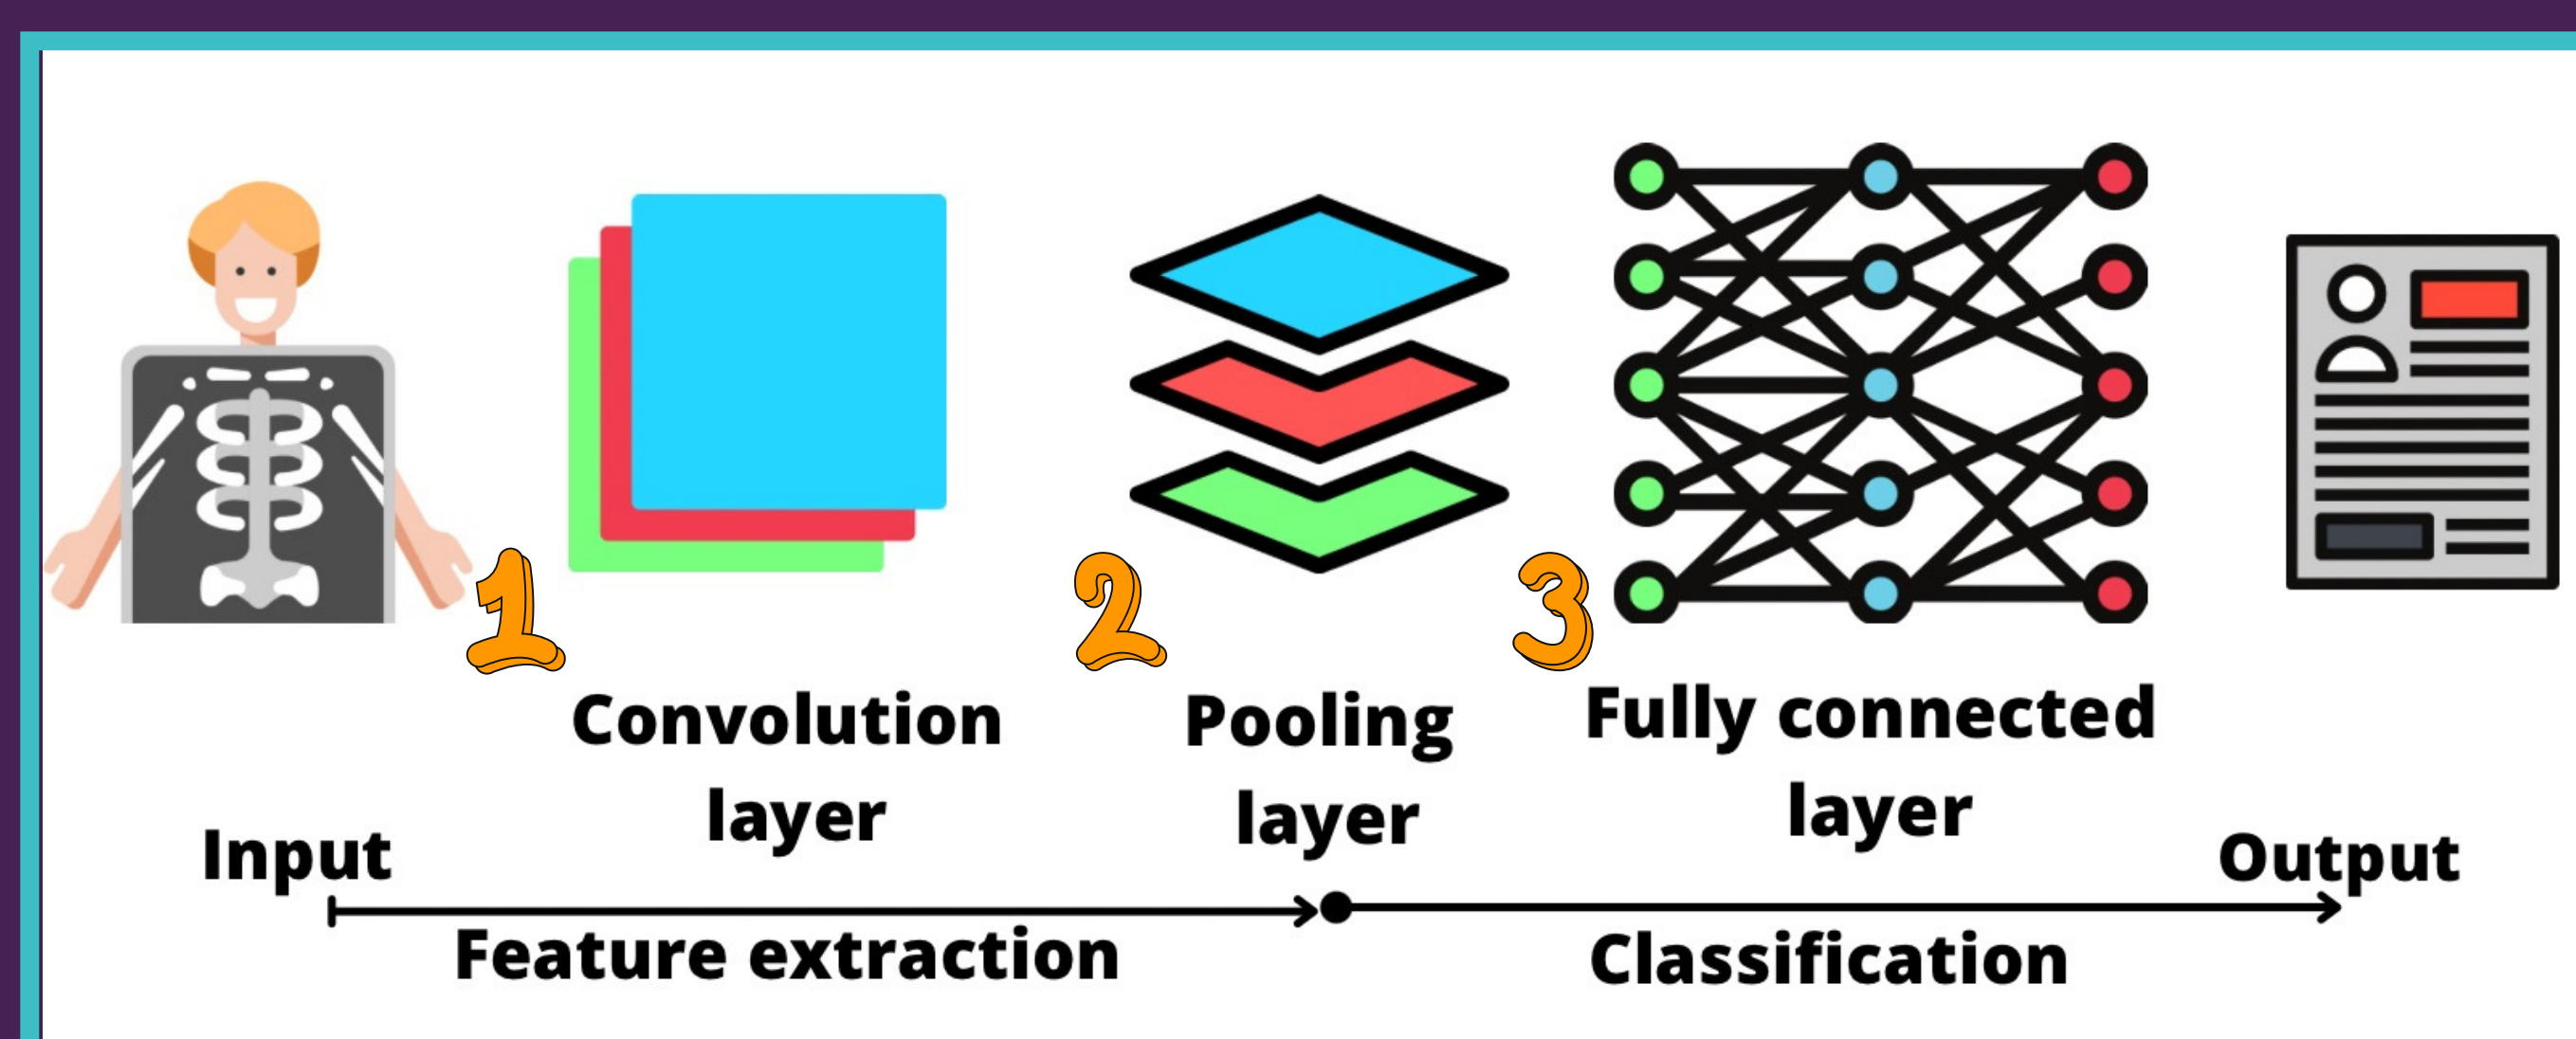 1
Convolution
layer
2
Pooling
layer
3
Fully connected
layer
Input
Output
Feature extraction
Classification